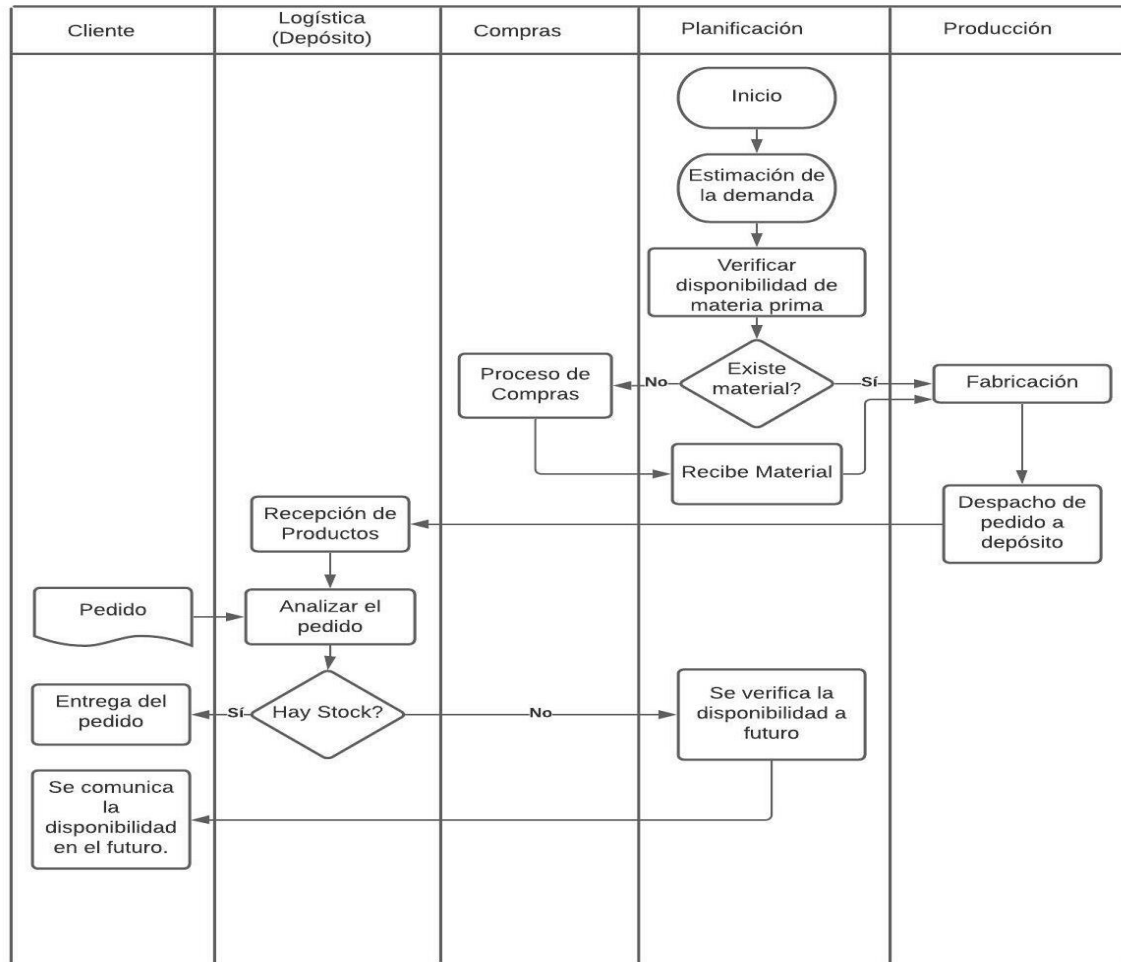 Cliente
Logística
(Depósito)
Compras
Planificación
Producción
Inicio
Estimación de
la demanda
Verificar
disponibilidad de
materia prima
Existe
material?
No
Sí
Proceso de
Compras
Fabricación
Recibe Material
Despacho de
pedido a
depósito
Recepción de
Productos
Pedido
Analizar el
pedido
Hay Stock?
Sí
No
Entrega del
pedido
Se verifica la
disponibilidad a
futuro
Se comunica
la
disponibilidad
en el futuro.